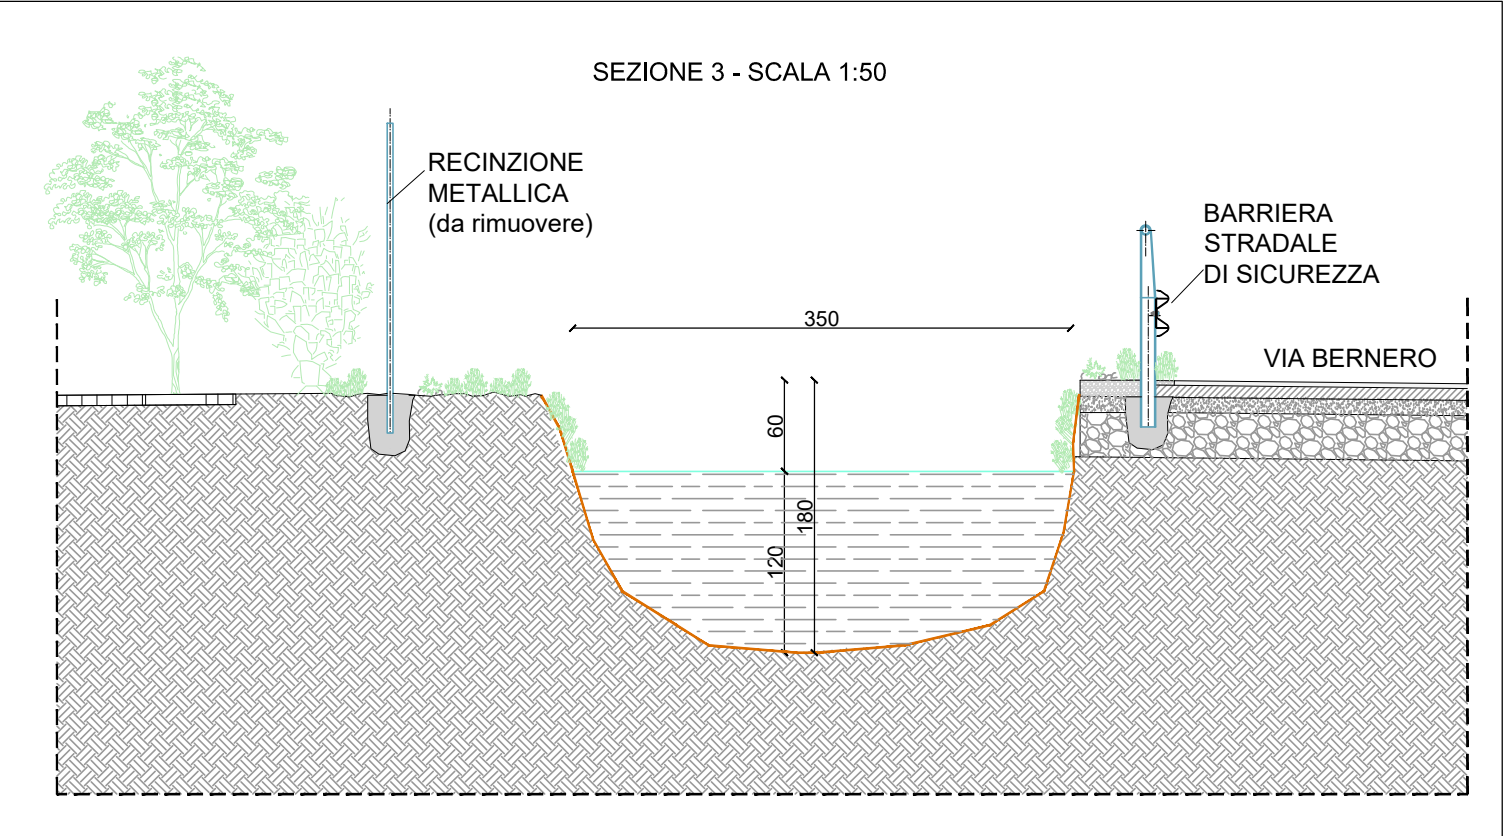 SEZIONE 3 - SCALA 1:50
RECINZIONE
METALLICA
(da rimuovere)
BARRIERA
STRADALE
DI SICUREZZA
350
VIA BERNERO
60
180
120